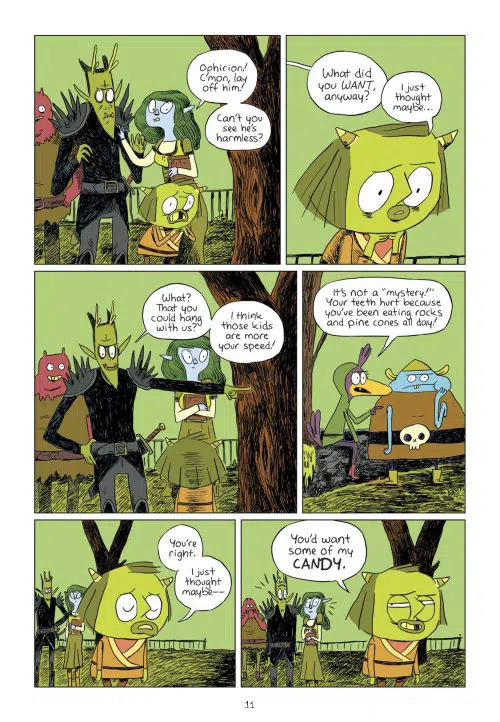 Ophirion!
C'mon, lay
off him!
Can't you
see he's
harmless?
What did
you WANT,
anyway?
I just
thought
maybe...
What?
That you
could hang
with us?
I think
those kids
are more
your speed!
It's not a "mystery!"
Your teeth hurt because
you've been eating rocks
and pine cones all day!
You're
right.
I just
thought
maybe--
You'd want
some of my
CANDY.
11